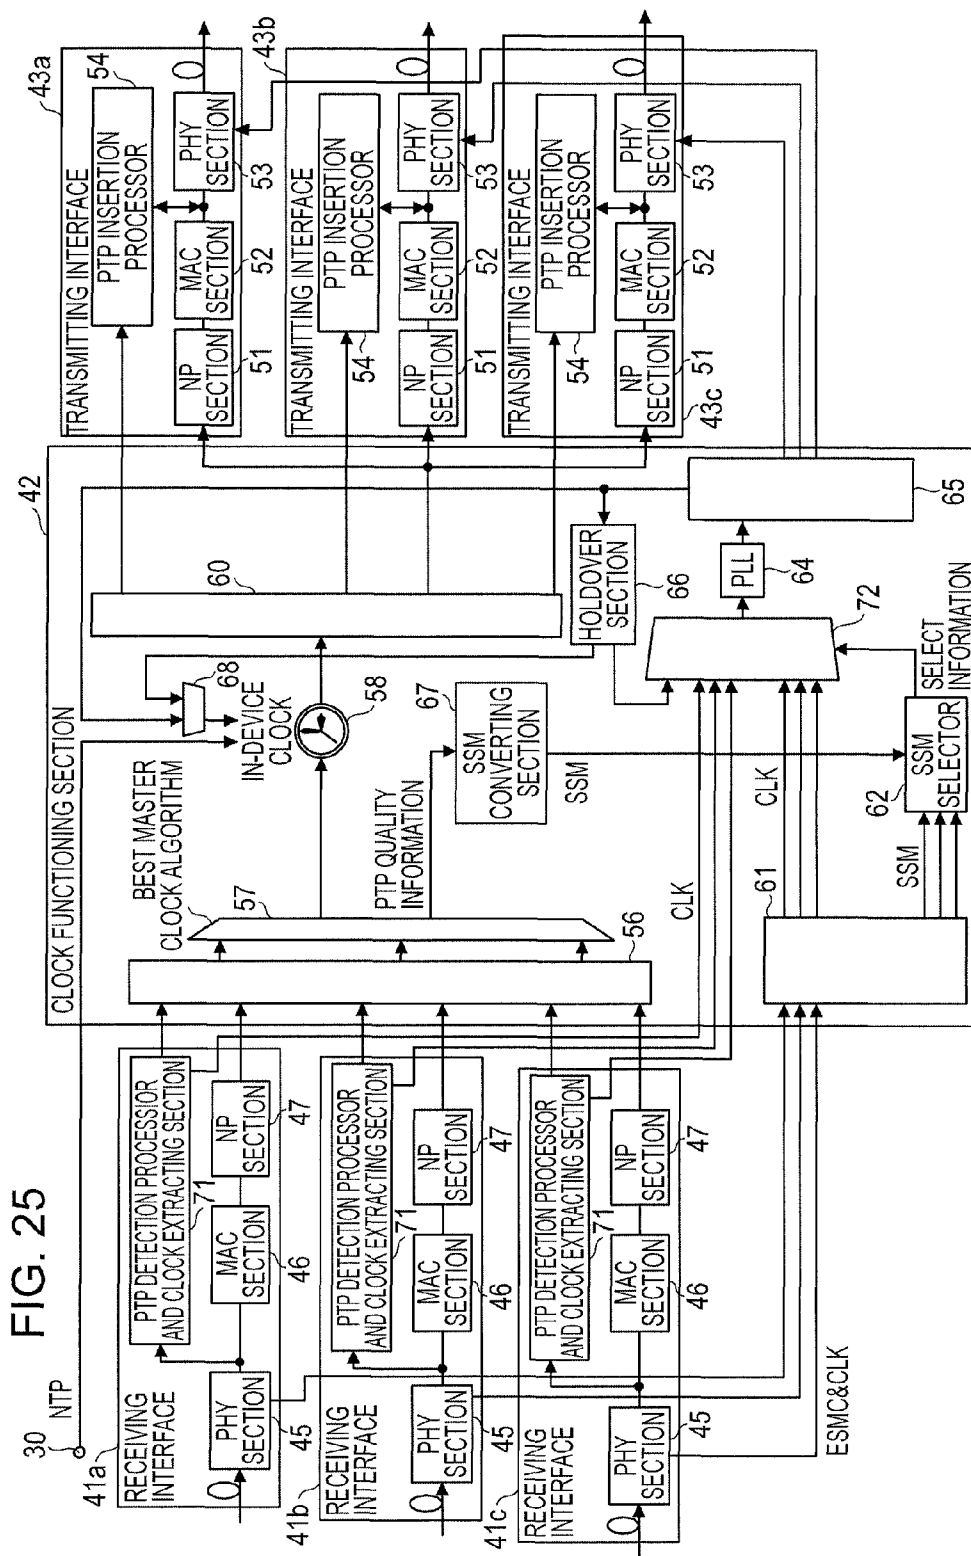 FIG. 25
30
NTP
41a
RECEIVING
INTERFACE
PTP DETECTION PROCESSIOR
AND CLOCK EXTRACTING SECTION
71
PHY
SECTION
45
MAC
SECTION
46
NP
SECTION
47
41b
RECEIVING
INTERFACE
PTP DETECTION PROCESSOR
AND CLOCK EXTRACTING SECTION
71
PHY
SECTION
45
MAC
SECTION
46
NP
SECTION
47
41c
RECEIVING
INTERFACE
PTP DETECTION PROCESSOR
AND CLOCK EXTRACTING SECTION
71
PHY
SECTION
45
MAC
SECTION
46
NP
SECTION
47
ESMC&CLK
CLOCK FUNCTIONING SECTION
42
BEST MASTER
CLOCK ALGORITHM
57
56
IN-DEVICE
CLOCK
68
58
60
PTP QUALITY
INFORMATION
67
SSM
CONVERTING
SECTION
SSM
HOLDOVER
SECTION
66
CLK
CLK
61
SSM
62
SSM
SELECTOR
SELECT INFORMATION
72
PLL
64
65
43a
TRANSMITTING INTERFACE
PTP INSERTION
PROCESSOR
54
NP
SECTION
51
MAC
SECTION
52
PHY
SECTION
53
43b
TRANSMITTING INTERFACE
PTP INSERTION
PROCESSOR
54
NP
SECTION
51
MAC
SECTION
52
PHY
SECTION
53
TRANSMITTING INTERFACE
PTP INSERTION
PROCESSOR
54
NP
SECTION
51
MAC
SECTION
52
PHY
SECTION
53
43c